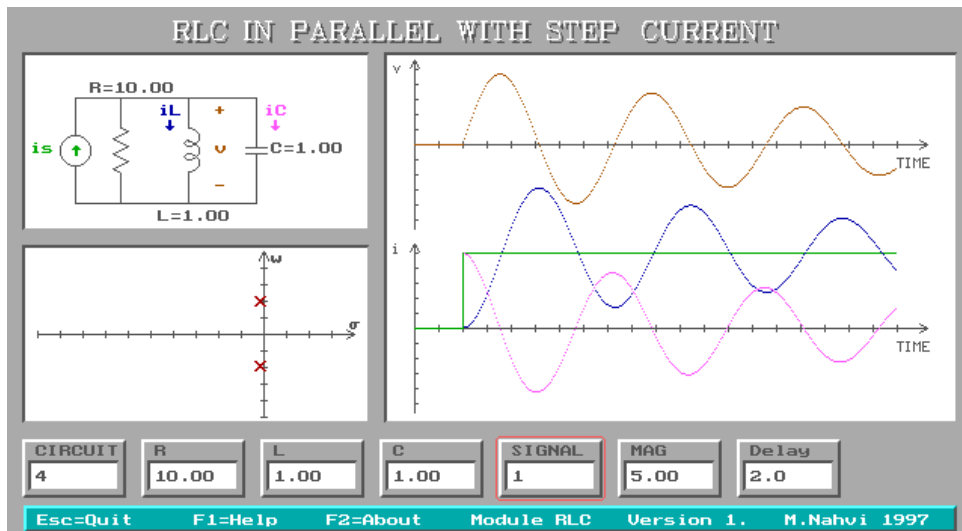 RLC IN PARALLEL WITH STEP CURRENT
R=10.00
iL
+
iC
is
v
C=1.00
−
L=1.00
v
TIME
i
TIME
w
σ
CIRCUIT
4
R
10.00
L
1.00
C
1.00
SIGNAL
1
MAG
5.00
Delay
2.0
Esc=Quit F1=Help F2=About Module RLC Version 1. M.Nahvi 1997